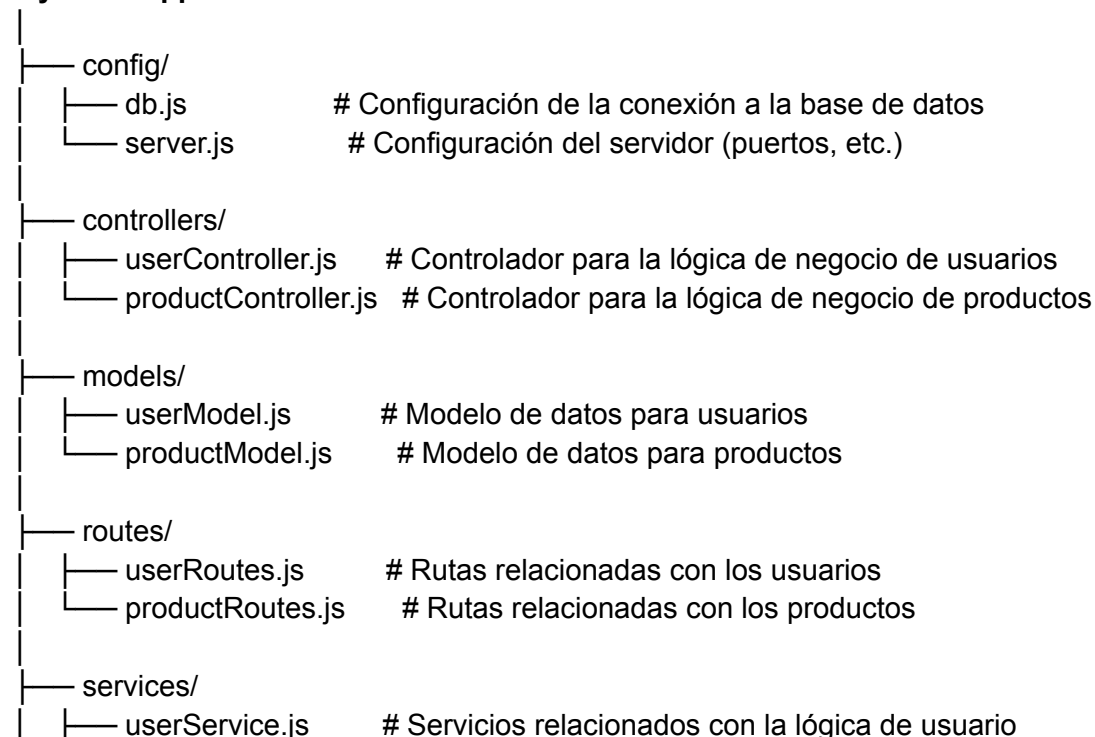 │
├── config/
│ ├── db.js # Configuración de la conexión a la base de datos
│ └── server.js # Configuración del servidor (puertos, etc.)
│
├── controllers/
│ ├── userController.js # Controlador para la lógica de negocio de usuarios
│ └── productController.js # Controlador para la lógica de negocio de productos
│
├── models/
│ ├── userModel.js # Modelo de datos para usuarios
│ └── productModel.js # Modelo de datos para productos
│
├── routes/
│ ├── userRoutes.js # Rutas relacionadas con los usuarios
│ └── productRoutes.js # Rutas relacionadas con los productos
│
├── services/
│ ├── userService.js # Servicios relacionados con la lógica de usuario